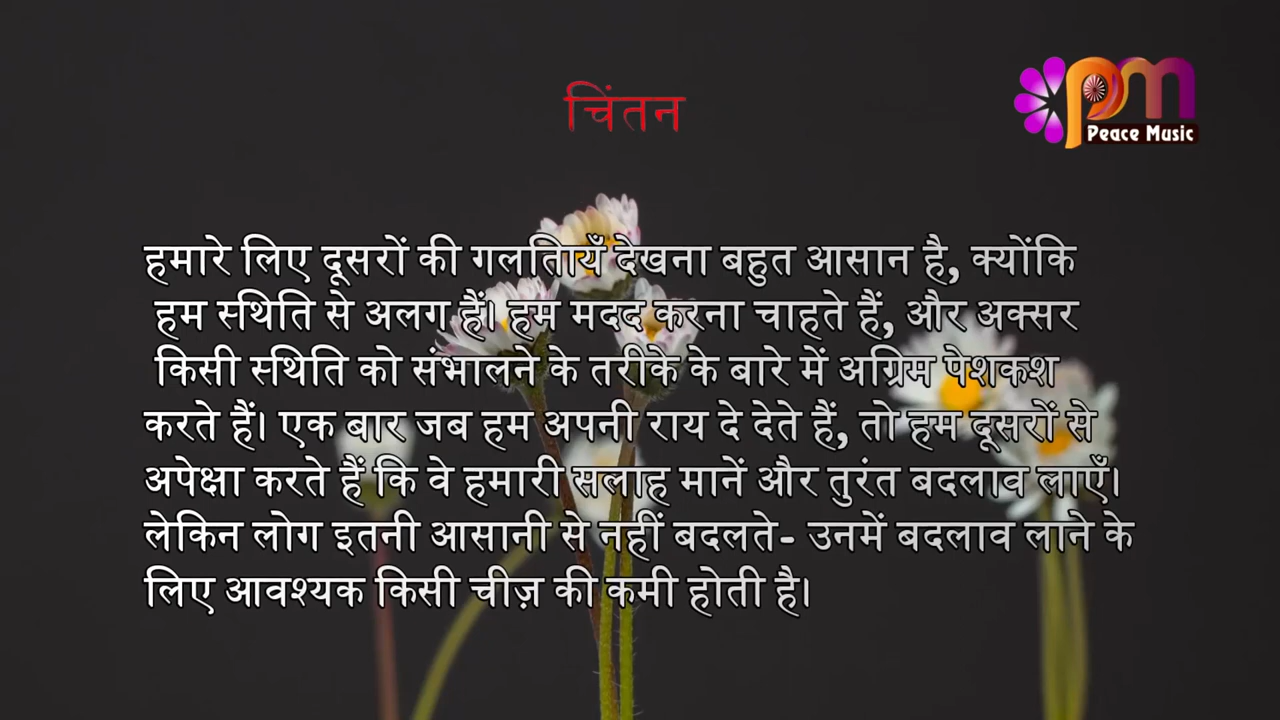 चिंतन
pm
Peace Music
हमारे लिए दूसरों की गलतिायँ देखना बहुत आसान है, क्योंकि
हम स्थिति से अलग हैं। हम मदद करना चाहते हैं, और अक्सर
किसी स्थिति को संभालने के तरीके के बारे में अग्रिम पेशकश
करते हैं। एक बार जब हम अपनी राय दे देते हैं, तो हम दूसरों से
अपेक्षा करते हैं कि वे हमारी सलाह मानें और तुरंत बदलाव लाएँ।
लेकिन लोग इतनी आसानी से नहीं बदलते- उनमें बदलाव लाने के
लिए आवश्यक किसी चीज़ की कमी होती है।